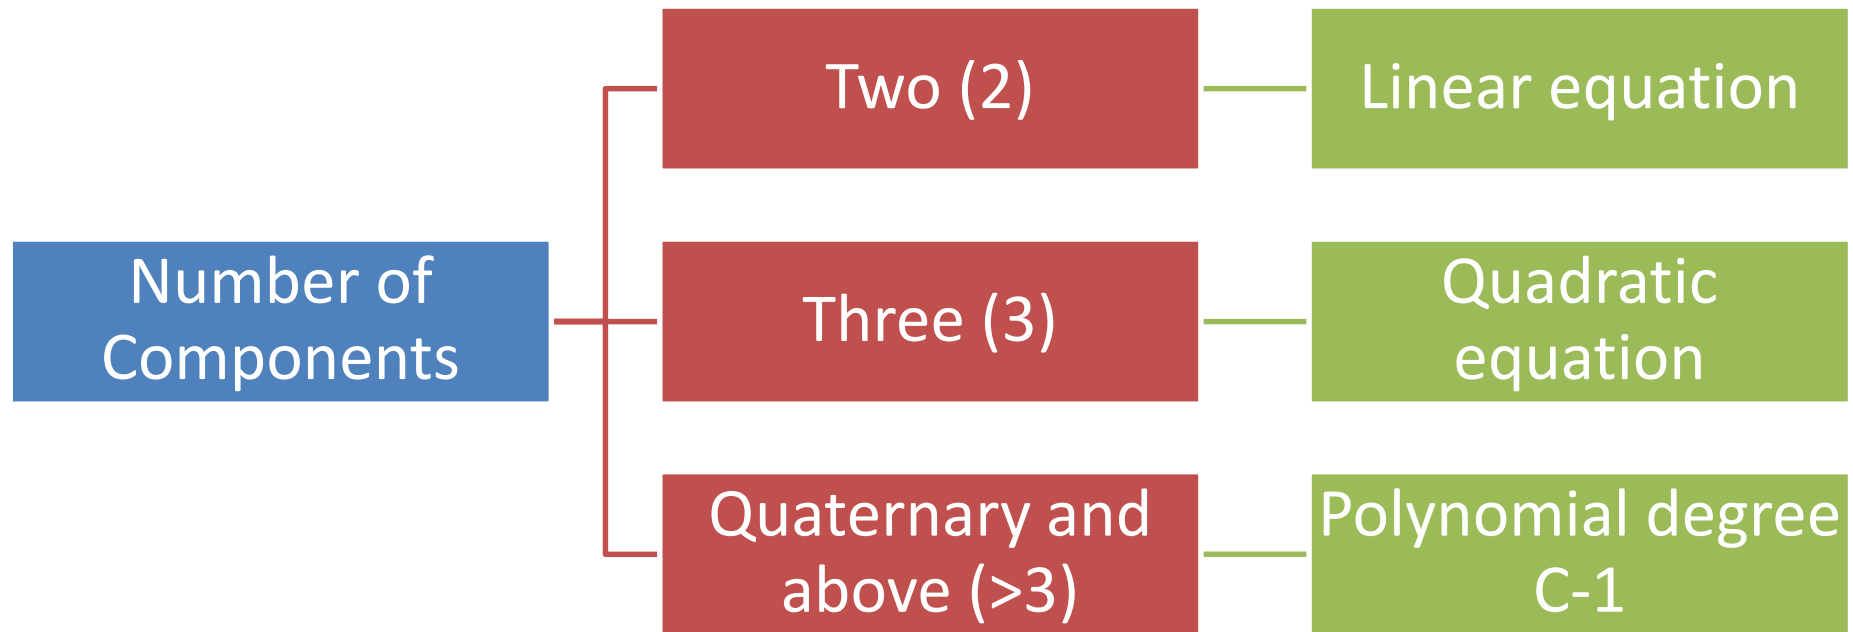 Number of
Components
Two (2)
Linear equation
Three (3)
Quadratic
equation
Quaternary and
above (>3)
Polynomial degree
C-1